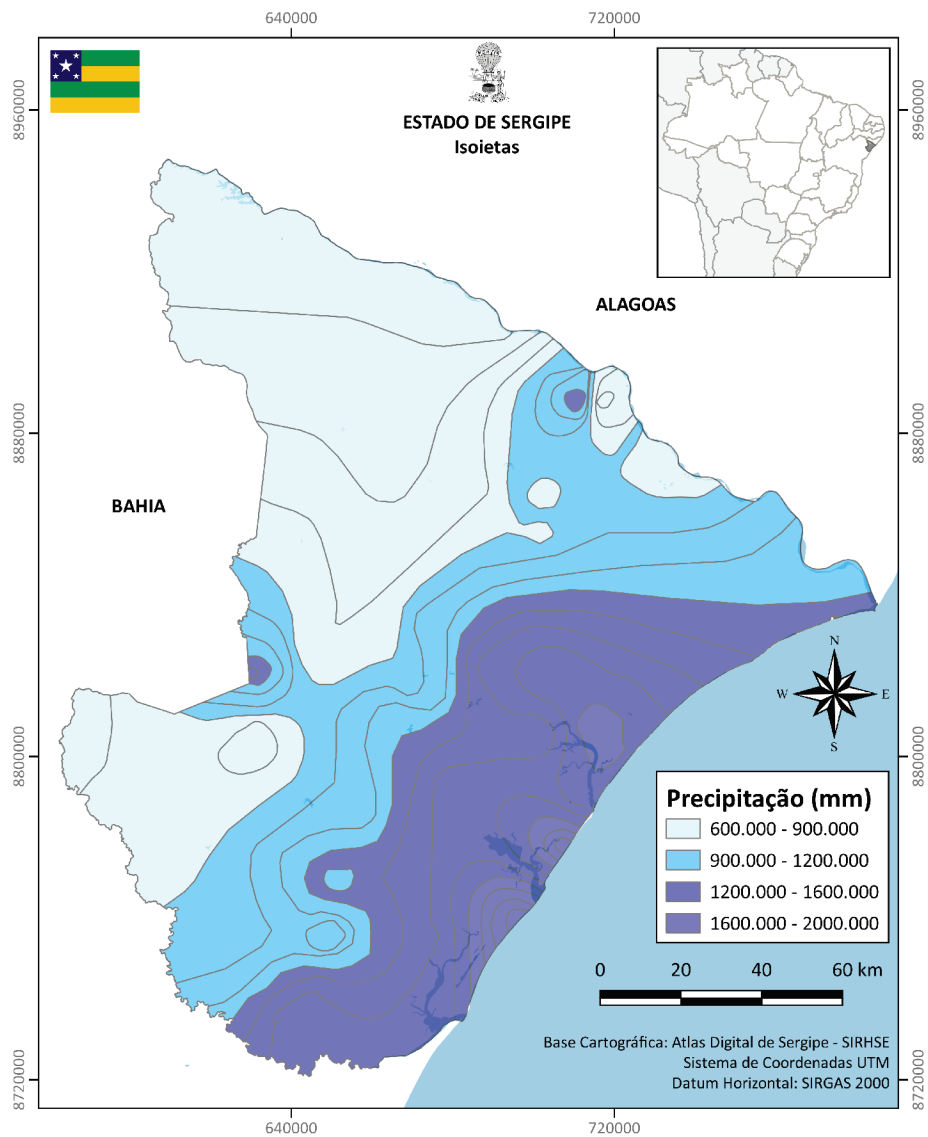 640000
720000
8960000
8960000
ESTADO DE SERGIPE
Isoietas
ALAGOAS
8880000
8880000
BAHIA
N
W
E
S
8800000
8800000
Precipitação (mm)
600.000 - 900.000
900.000 - 1200.000
1200.000 - 1600.000
1600.000 - 2000.000
0 20 40 60 km
Base Cartográfica: Atlas Digital de Sergipe - SIRHSE
Sistema de Coordenadas UTM
Datum Horizontal: SIRGAS 2000
8720000
8720000
640000
720000